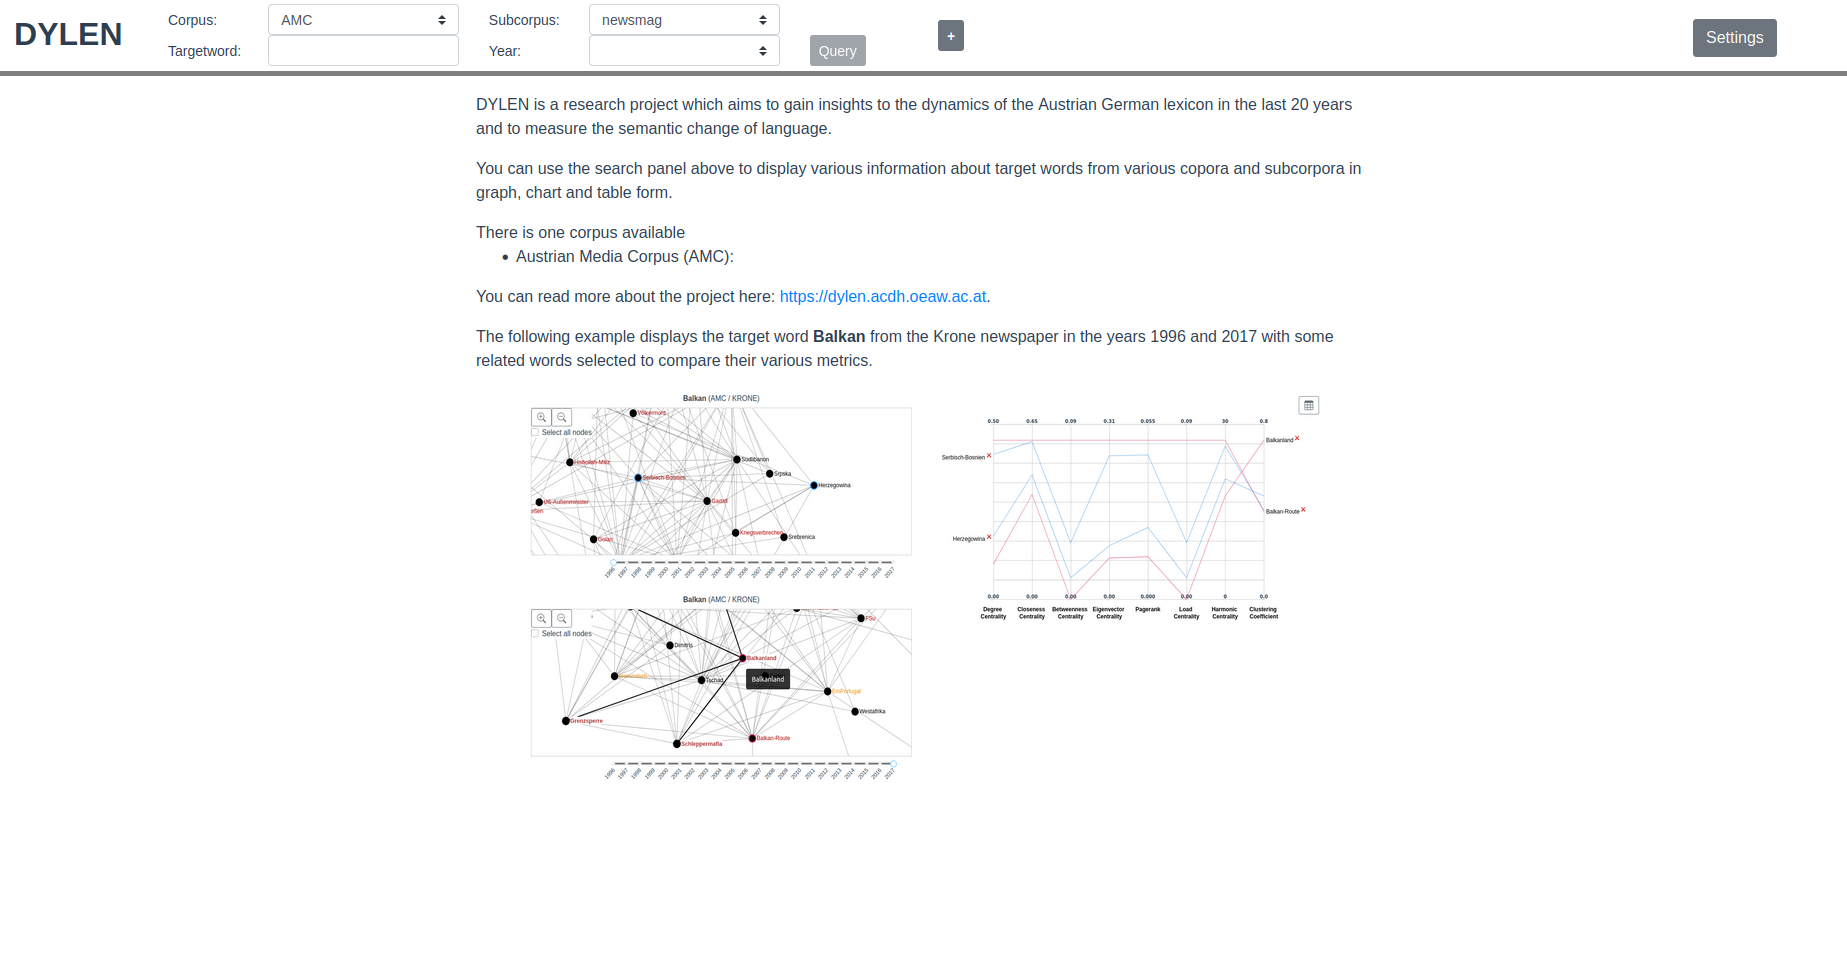 DYLEN
Corpus:
AMC
Subcorpus:
newsmag
Targetword:
Year:
Query
+
Settings
DYLEN is a research project which aims to gain insights to the dynamics of the Austrian German lexicon in the last 20 years
and to measure the semantic change of language.
You can use the search panel above to display various information about target words from various copora and subcorpora in
graph, chart and table form.
There is one corpus available
• Austrian Media Corpus (AMC):
You can read more about the project here: https://dylen.acdh.oeaw.ac.at.
The following example displays the target word Balkan from the Krone newspaper in the years 1996 and 2017 with some
related words selected to compare their various metrics.
Balkan (AMC / KRONE)
Select all nodes
Völkermord
Südlibanon
Hisbollah-Miliz
Srpska
Serbisch-Bosnien
Herzegowina
US-Außenminister
Gadafi
Kriegsverbrechen
Srebrenica
Golan
1996 1997 1998 1999 2000 2001 2002 2003 2004 2005 2006 2007 2008 2009 2010 2011 2012 2013 2014 2015 2016 2017
Balkan (AMC / KRONE)
Select all nodes
Dimitris
Balkanland
Tschad
Balkanland
Westafrika
Grenzsperre
Balkan-Route
Schleppermafia
1996 1997 1998 1999 2000 2001 2002 2003 2004 2005 2006 2007 2008 2009 2010 2011 2012 2013 2014 2015 2016 2017
0.50 0.65 0.09 0.31 0.055 0.09 30 0.8
Balkanland ×
Serbisch-Bosnien ×
Balkan-Route ×
Herzegowina ×
0.00 0.00 0.00 0.00 0.000 0.00 0 0.0
Degree Closeness Betweenness Eigenvector Pagerank Load Harmonic Clustering
Centrality Centrality Centrality Centrality Centrality Centrality Coefficient